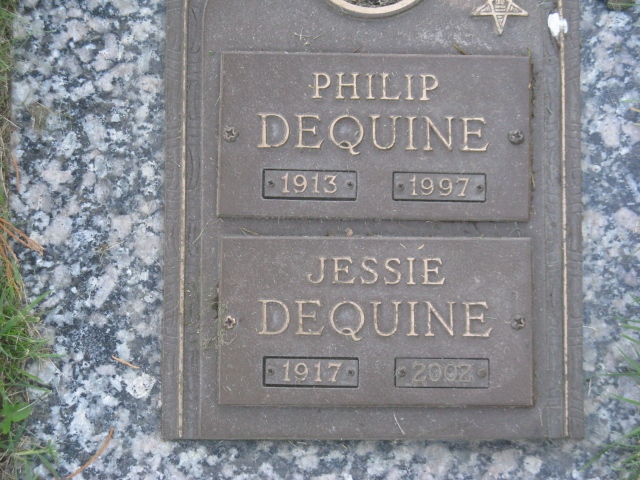 PHILIP
DEQUINE
1913 1997
JESSIE
DEQUINE
1917 2002